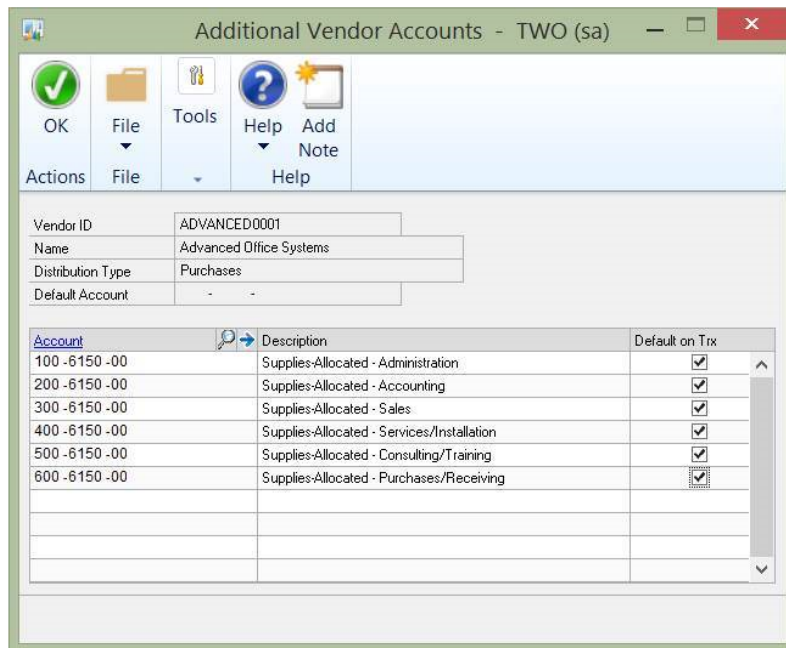 Additional Vendor Accounts - TWO (sa)
OK File Tools Help Add Note
Actions File Help
Vendor ID ADVANCED0001
Name Advanced Office Systems
Distribution Type Purchases
Default Account - -
Account Description Default on Trx
100 -6150 -00 Supplies-Allocated - Administration
200 -6150 -00 Supplies-Allocated - Accounting
300 -6150 -00 Supplies-Allocated - Sales
400 -6150 -00 Supplies-Allocated - Services/Installation
500 -6150 -00 Supplies-Allocated - Consulting/Training
600 -6150 -00 Supplies-Allocated - Purchases/Receiving